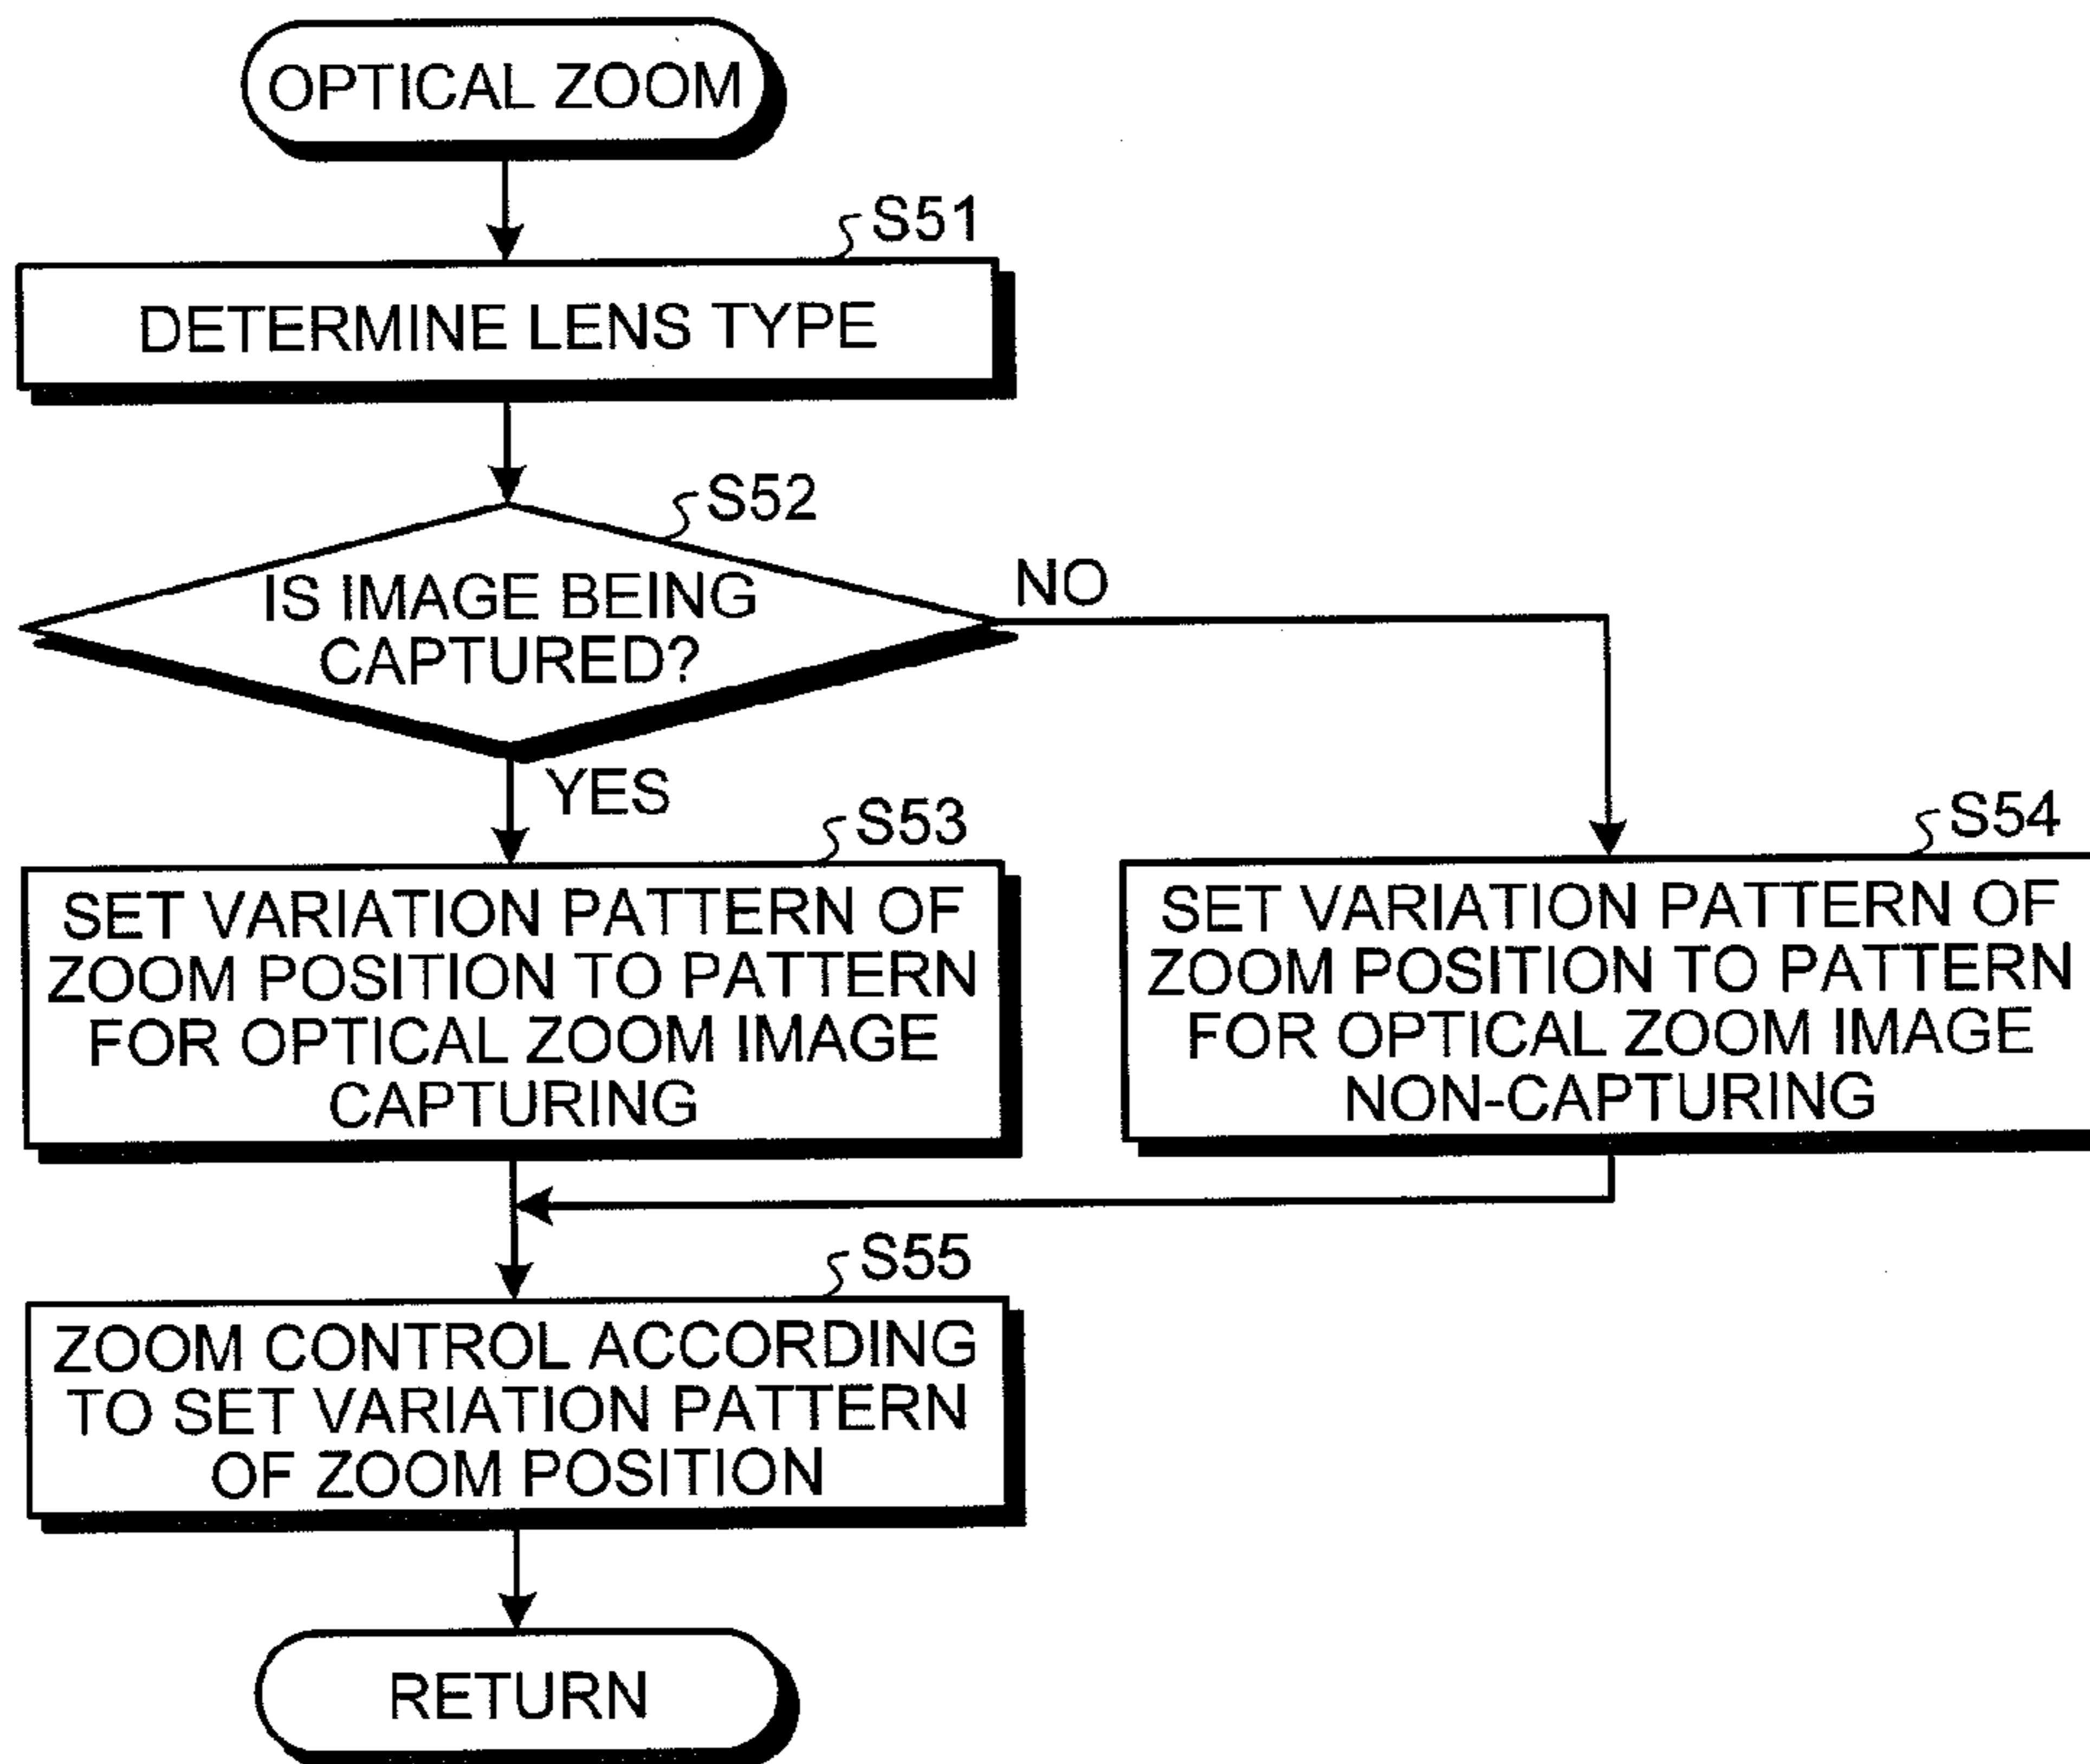 OPTICAL ZOOM
S51
DETERMINE LENS TYPE
S52
IS IMAGE BEING
CAPTURED?
NO
YES
S53
SET VARIATION PATTERN OF
ZOOM POSITION TO PATTERN
FOR OPTICAL ZOOM IMAGE
CAPTURING
S54
SET VARIATION PATTERN OF
ZOOM POSITION TO PATTERN
FOR OPTICAL ZOOM IMAGE
NON-CAPTURING
S55
ZOOM CONTROL ACCORDING
TO SET VARIATION PATTERN
OF ZOOM POSITION
RETURN